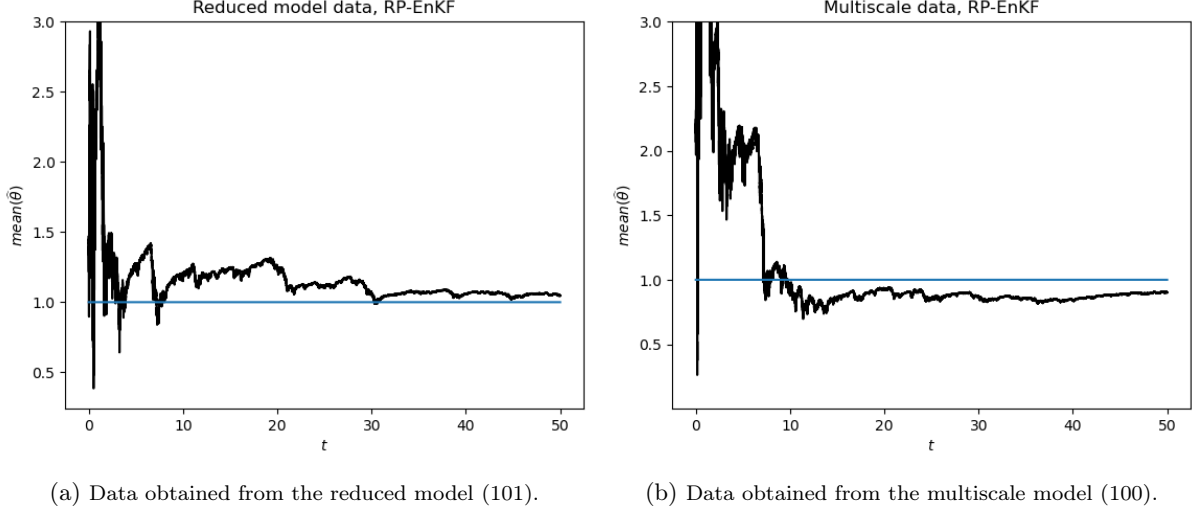 Reduced model data, RP-EnKF
3.0
2.5
2.0
1.5
1.0
0.5
mean(θ̂)
0 10 20 30 40 50
t
(a) Data obtained from the reduced model (101).
Multiscale data, RP-EnKF
3.0
2.5
2.0
1.5
1.0
0.5
mean(θ̂)
0 10 20 30 40 50
t
(b) Data obtained from the multiscale model (100).